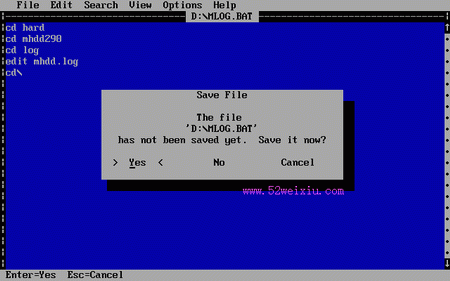 File Edit Search View Options Help
D:\MLOG.BAT
cd hard
cd mhdd290
cd log
edit mhdd.log
cd\
Save File
The file
'D:\MLOG.BAT'
has not been saved yet. Save it now?
> Yes < No Cancel
www.52weixiu.com
Enter=Yes Esc=Cancel